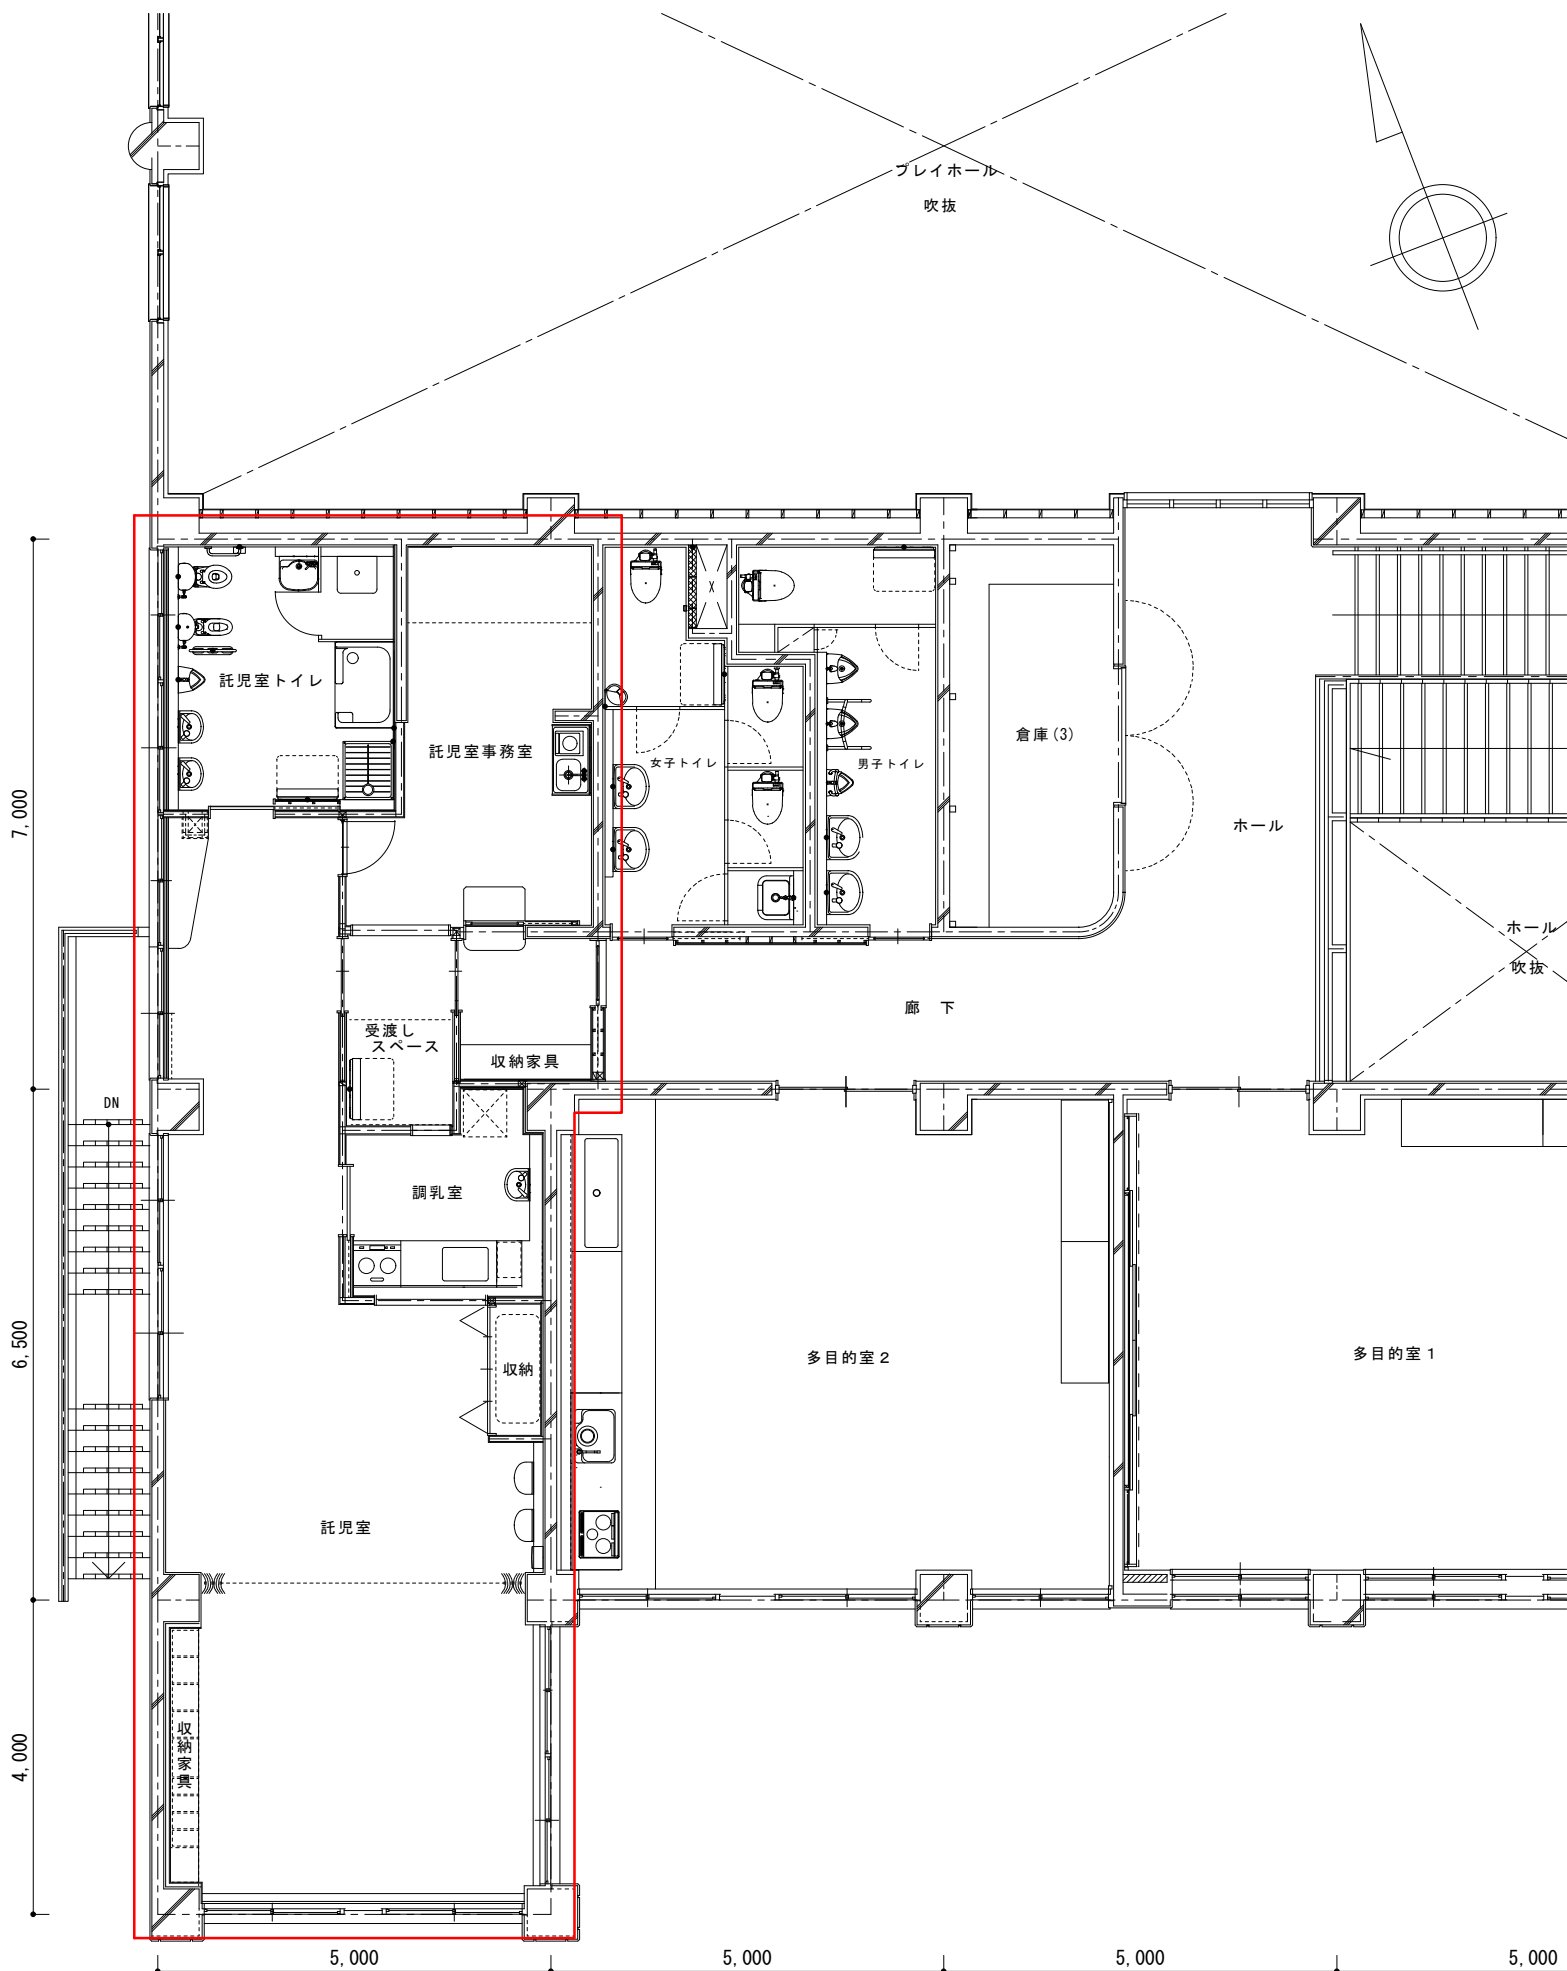 プレイホール
吹抜
託児室トイレ
託児室事務室
女子トイレ
男子トイレ
倉庫(3)
ホール
7,000
ホール
吹抜
廊 下
受渡し
スペース
収納家具
DN
調乳室
6,500
収納
多目的室2
多目的室1
託児室
収納家具
4,000
5,000
5,000
5,000
5,000